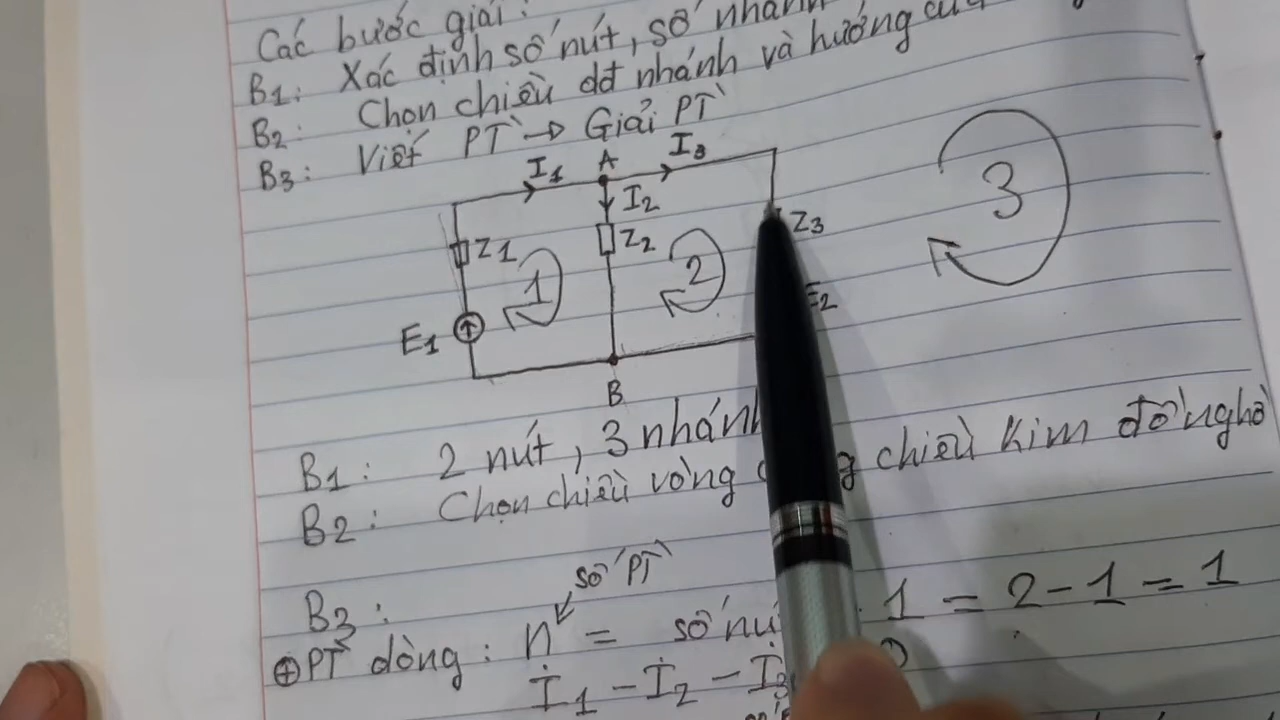 Các bước giải:
B1: Xác định số nút, số
B2: Chọn chiều dđ nhánh và hướng
B3: Viết PT → Giải PT
I1 A I3
I2
Z1 Z2 Z3
1 2 3
E1 E2
B
B1: 2 nút, 3 nhánh
B2: Chọn chiều vòng chiều kim đồng hồ
B3:
số PT
⊕PT dòng: n = số nút 1 = 2-1 = 1
İ1 - İ2 - İ3